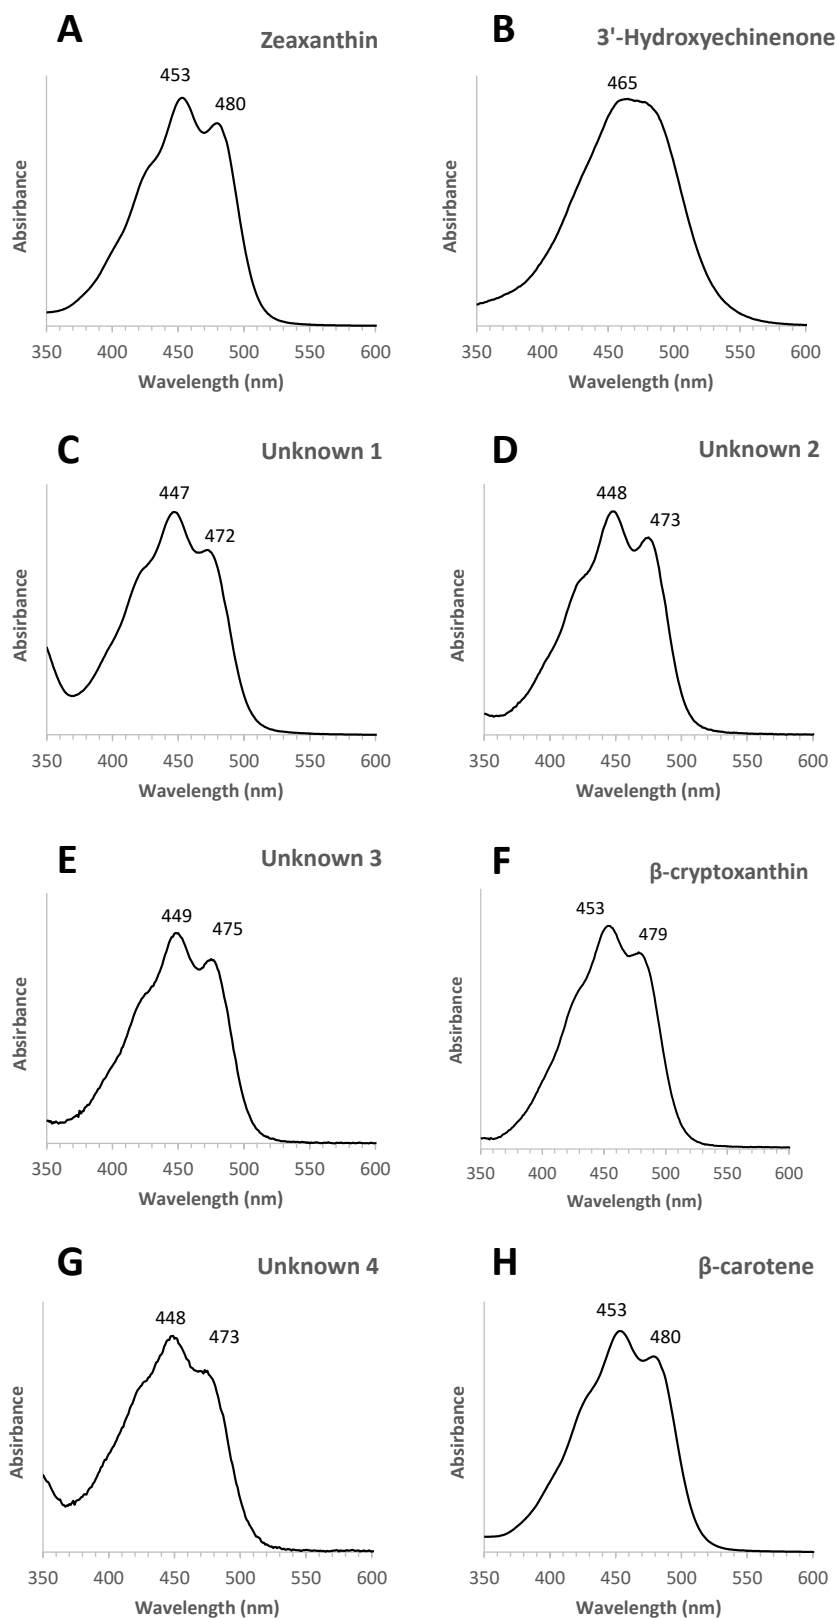 A
Zeaxanthin
453
480
Absirbance
350 400 450 500 550 600
Wavelength (nm)
B
3'-Hydroxyechinenone
465
Absirbance
350 400 450 500 550 600
Wavelength (nm)
C
Unknown 1
447
472
Absirbance
350 400 450 500 550 600
Wavelength (nm)
D
Unknown 2
448
473
Absirbance
350 400 450 500 550 600
Wavelength (nm)
E
Unknown 3
449
475
Absirbance
350 400 450 500 550 600
Wavelength (nm)
F
β-cryptoxanthin
453
479
Absirbance
350 400 450 500 550 600
Wavelength (nm)
G
Unknown 4
448
473
Absirbance
350 400 450 500 550 600
Wavelength (nm)
H
β-carotene
453
480
Absirbance
350 400 450 500 550 600
Wavelength (nm)